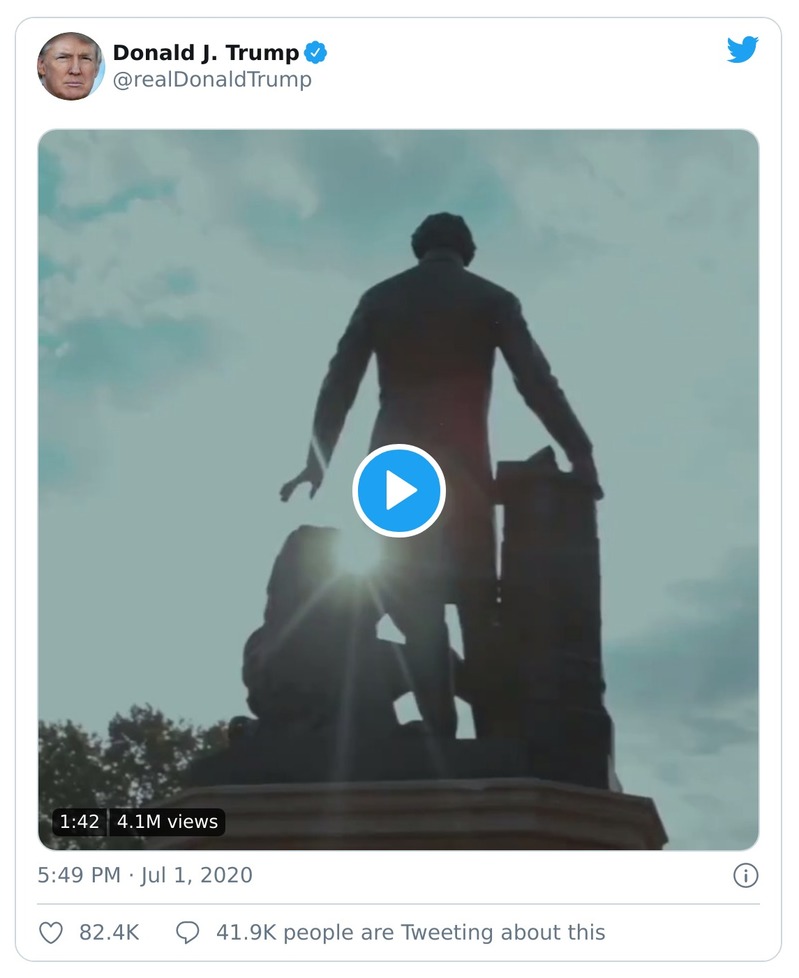 Donald J. Trump
@realDonaldTrump
1:42 4.1M views
5:49 PM · Jul 1, 2020
82.4K 41.9K people are Tweeting about this